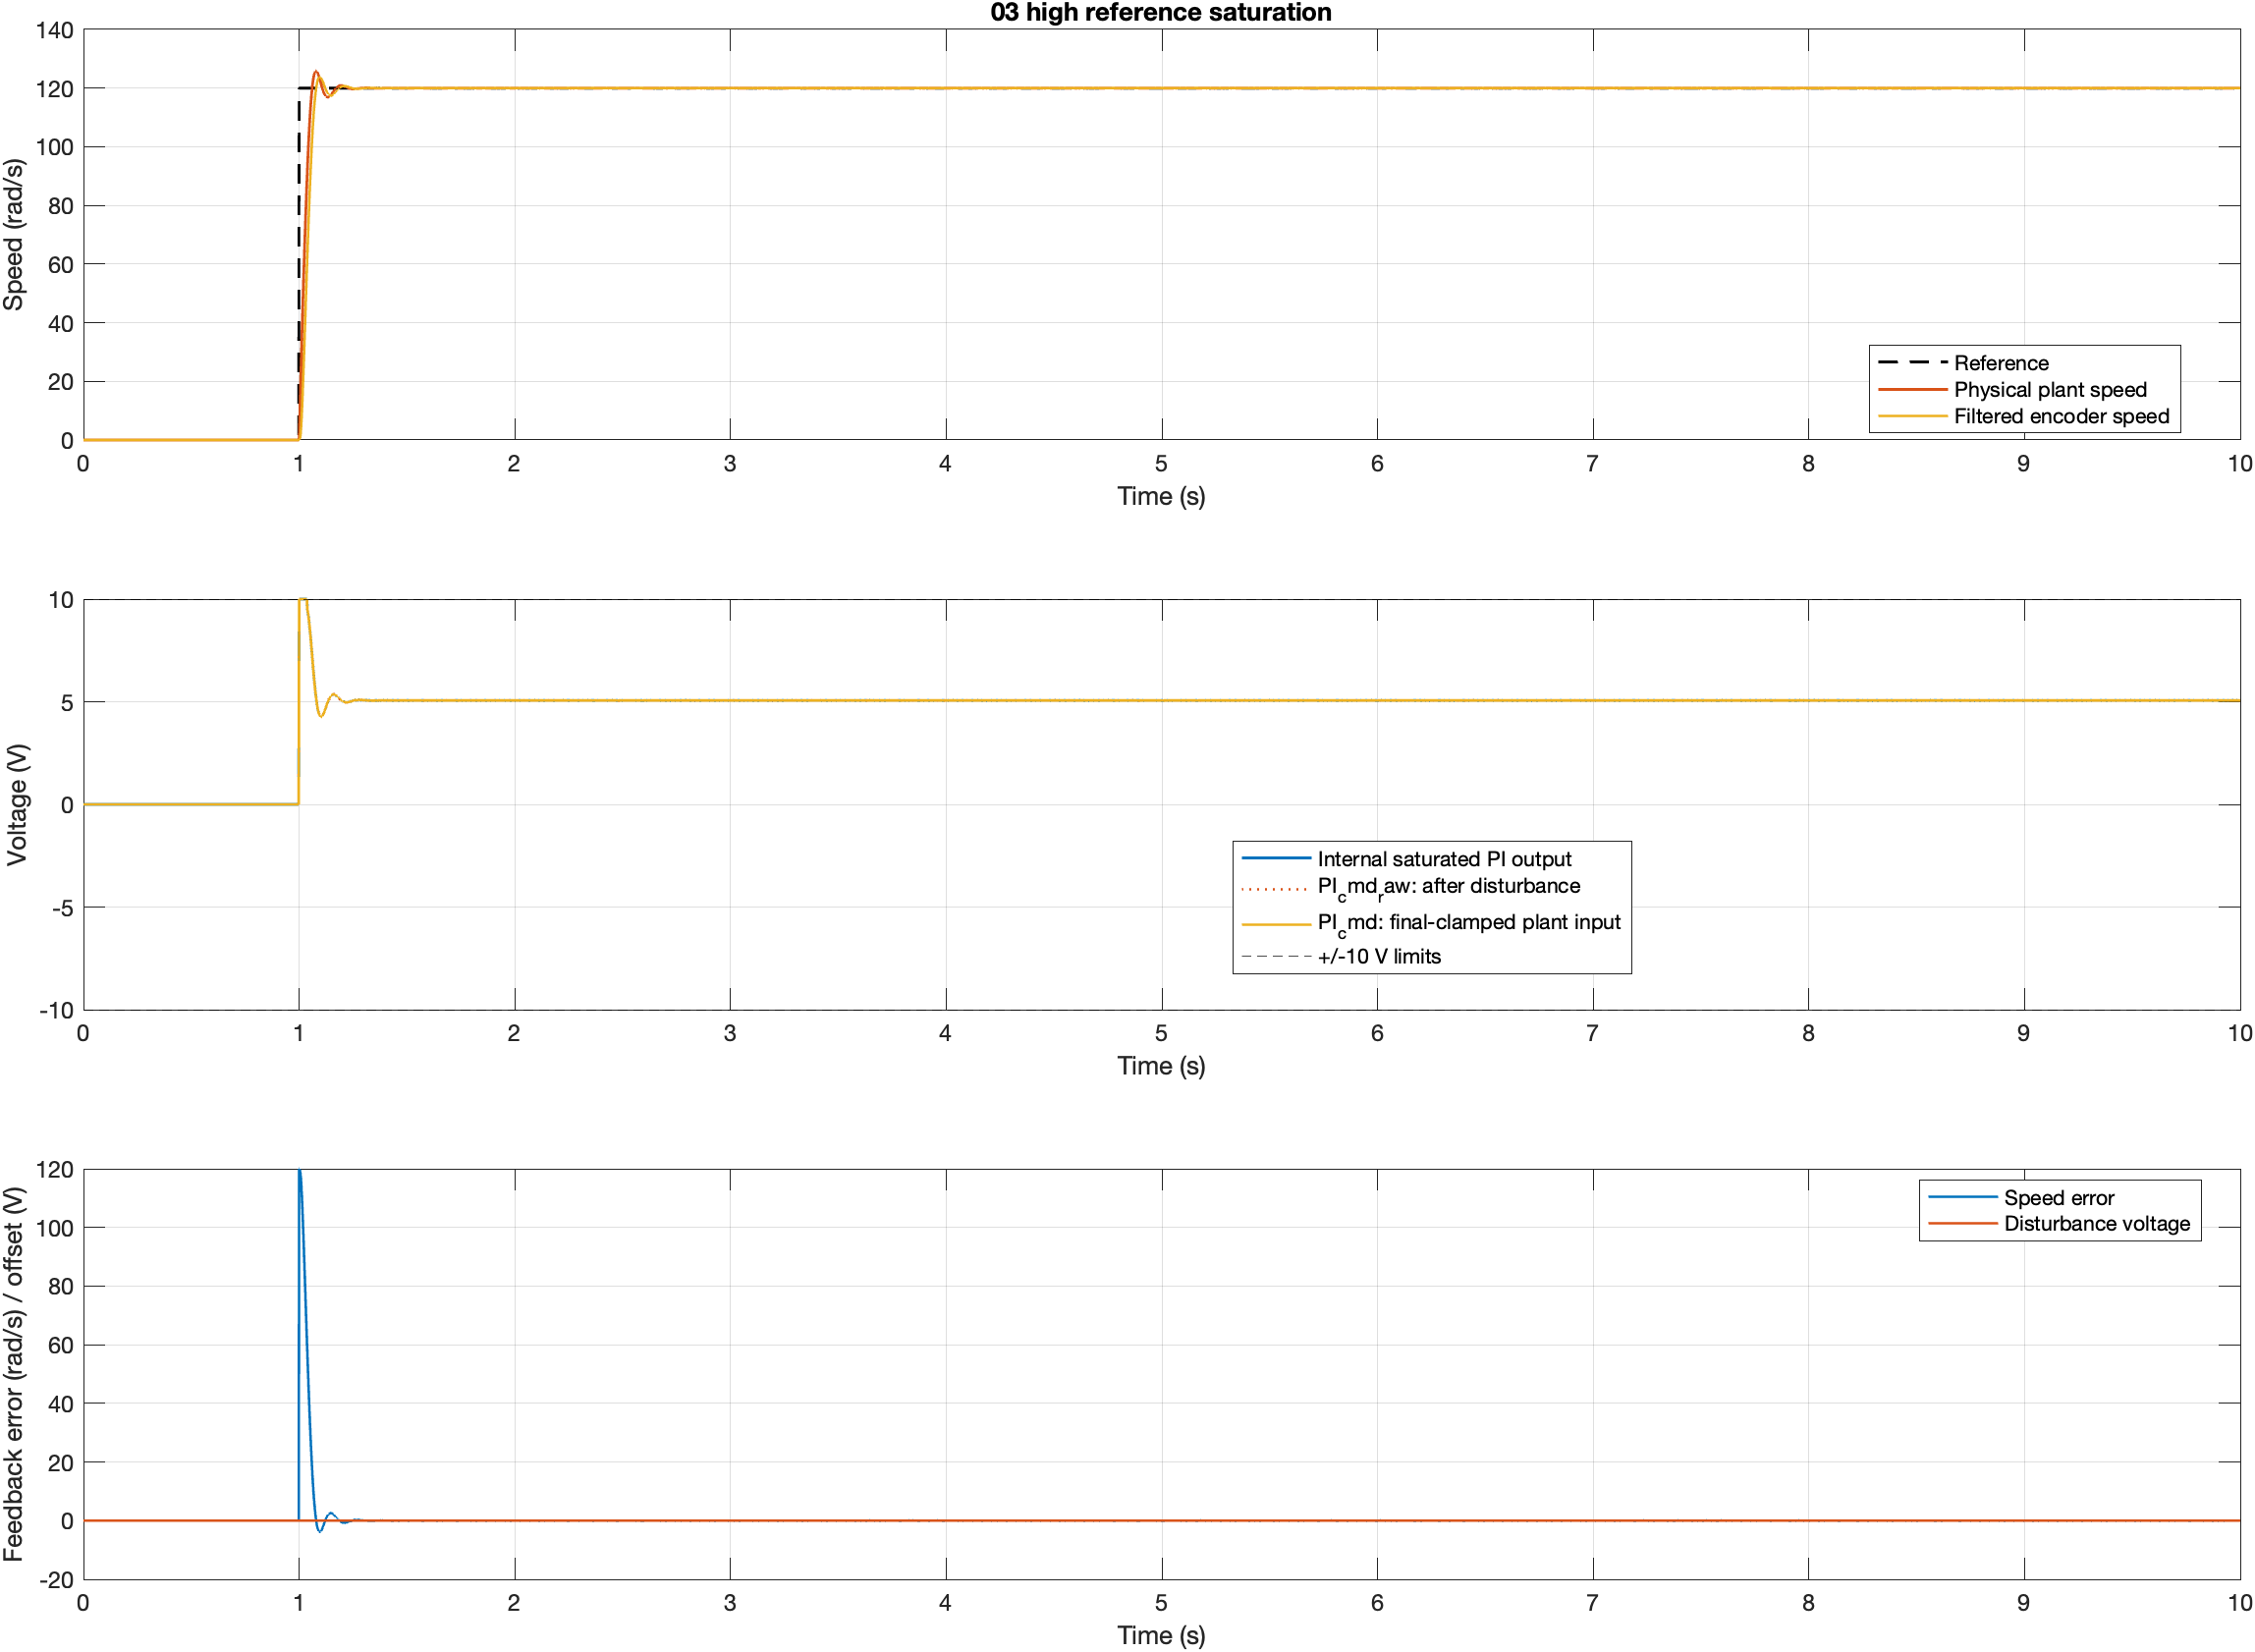 03 high reference saturation
140
120
100
80
60
40
20
0
Speed (rad/s)
0 1 2 3 4 5 6 7 8 9 10
Time (s)
Reference
Physical plant speed
Filtered encoder speed
10
5
0
-5
-10
Voltage (V)
0 1 2 3 4 5 6 7 8 9 10
Time (s)
Internal saturated PI output
PI_cmd_raw: after disturbance
PI_cmd: final-clamped plant input
+/-10 V limits
120
100
80
60
40
20
0
-20
Feedback error (rad/s) / offset (V)
0 1 2 3 4 5 6 7 8 9 10
Time (s)
Speed error
Disturbance voltage